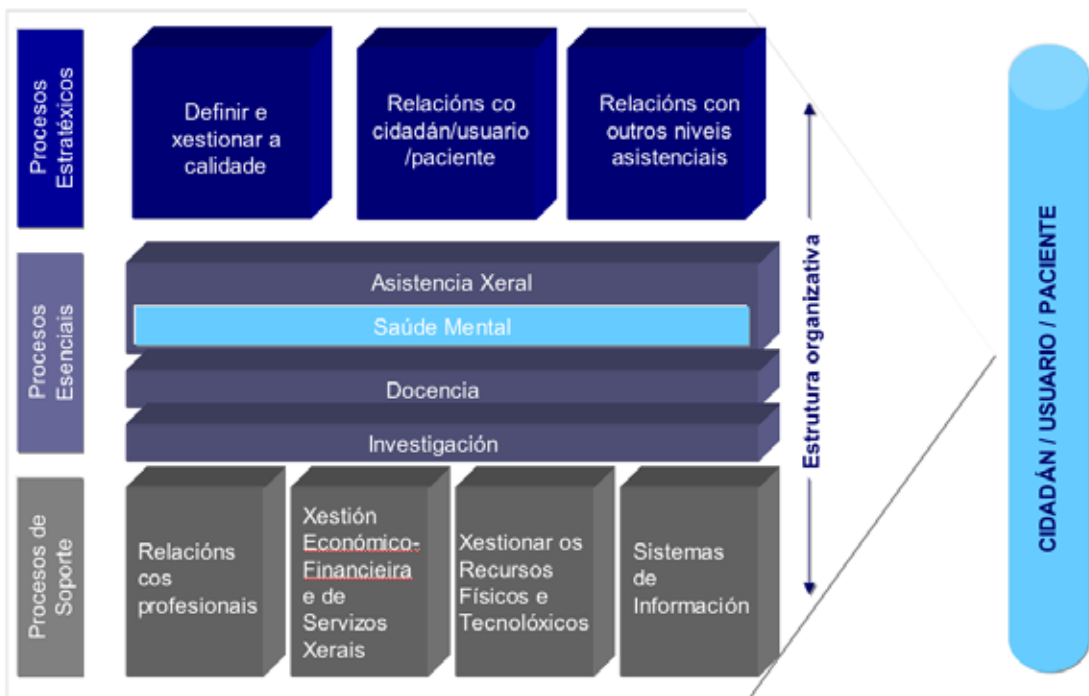 Procesos
Estratéxicos
Definir e
xestionar a
calidade
Relacións co
cidadán/usuario
/paciente
Relacións con
outros niveis
asistenciais
Procesos
Esenciais
Asistencia Xeral
Saúde Mental
Docencia
Investigación
Procesos de
Soporte
Relacións
cos
profesionais
Xestión
Económico-
Financieira
e de
Servizos
Xerais
Xestionar os
Recursos
Físicos e
Tecnolóxicos
Sistemas
de
Información
Estrutura organizativa
CIDADÁN / USUARIO / PACIENTE